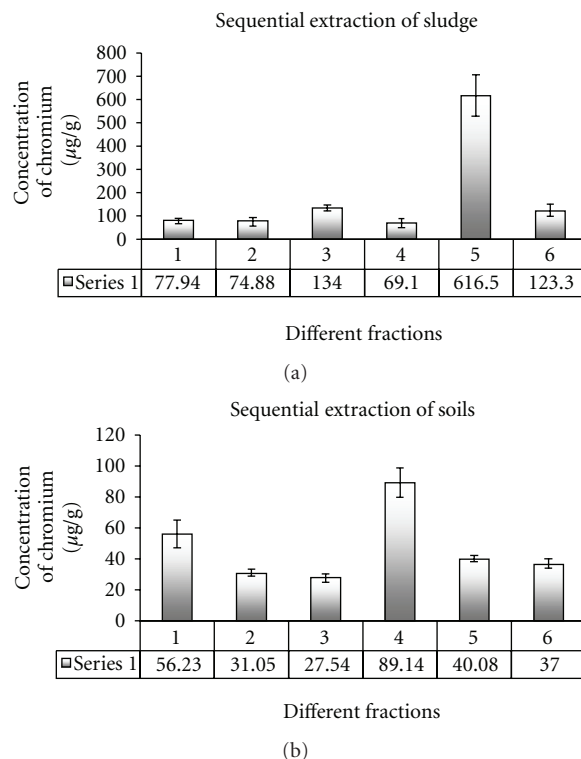 Sequential extraction of sludge
Concentration
of chromium
(µg/g)
800
700
600
500
400
300
200
100
0
1 2 3 4 5 6
Series 1 77.94 74.88 134 69.1 616.5 123.3
Different fractions
(a)
Sequential extraction of soils
Concentration
of chromium
(µg/g)
120
100
80
60
40
20
0
1 2 3 4 5 6
Series 1 56.23 31.05 27.54 89.14 40.08 37
Different fractions
(b)